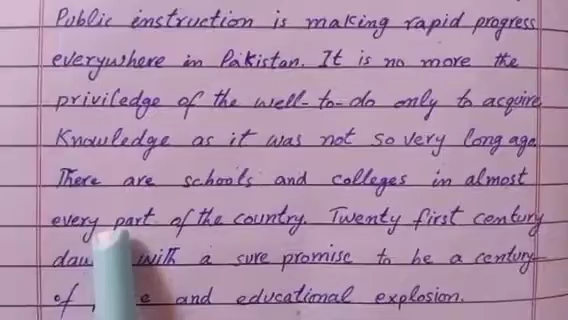 Public instruction is making rapid progress
everywhere in Pakistan. It is no more the
priviledge of the well-to-do only to acquire
Knowledge as it was not so very long ago
There are schools and colleges in almost
every part of the country. Twenty first century
with a sure promise to be a century
of and educational explosion.